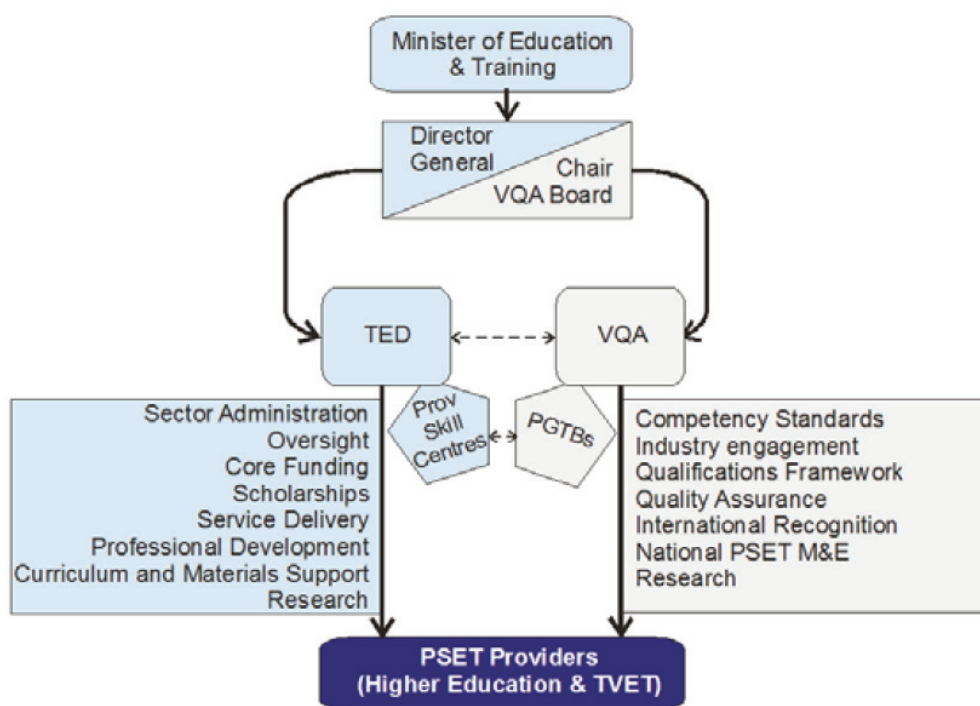 Minister of Education
& Training
Director
General
Chair
VQA Board
TED
VQA
Prov
Skill
Centres
PGTBs
Sector Administration
Oversight
Core Funding
Scholarships
Service Delivery
Professional Development
Curriculum and Materials Support
Research
Competency Standards
Industry engagement
Qualifications Framework
Quality Assurance
International Recognition
National PSET M&E
Research
PSET Providers
(Higher Education & TVET)